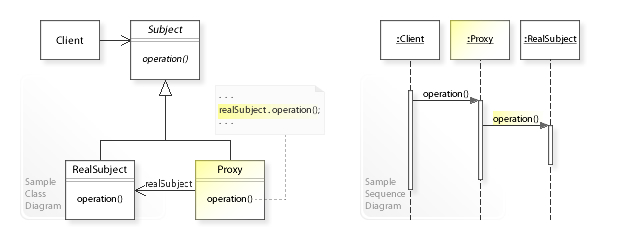 Client
Subject
operation()
. . .
realSubject.operation();
. . .
RealSubject
operation()
realSubject
Proxy
operation()
Sample
Class
Diagram
:Client
:Proxy
:RealSubject
operation()
operation()
Sample
Sequence
Diagram